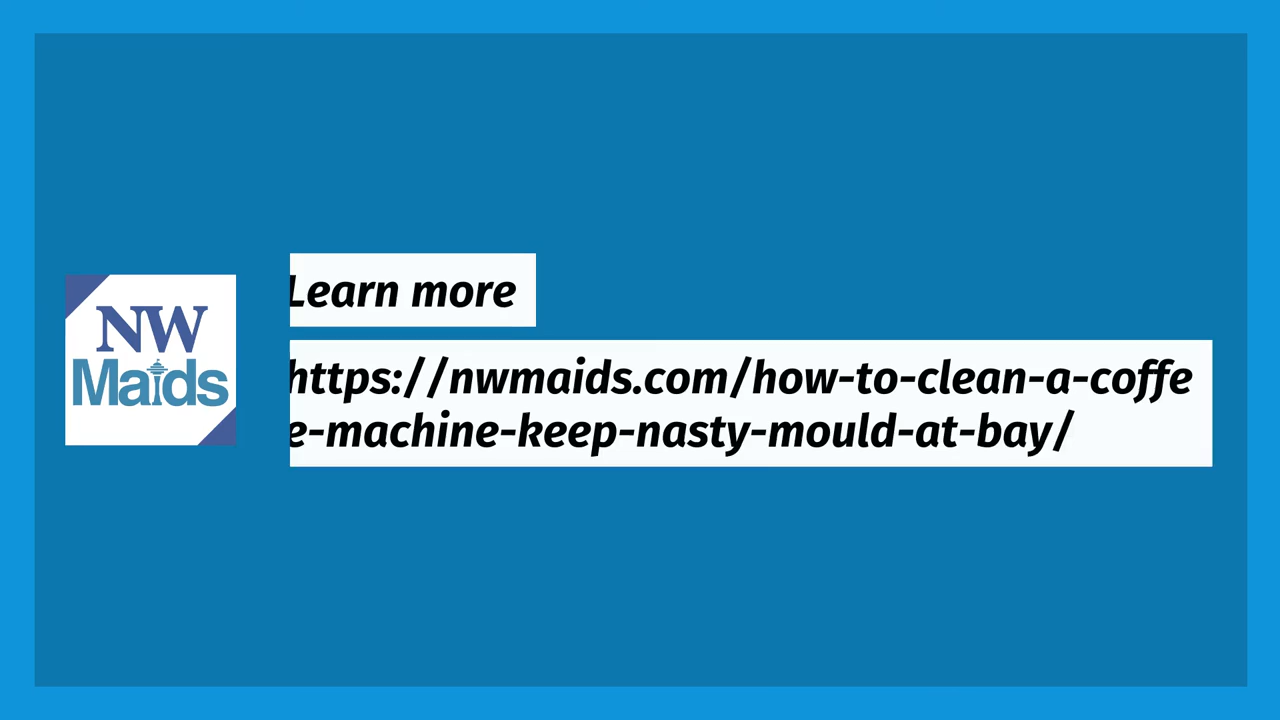 NW
Maids
Learn more
https://nwmaids.com/how-to-clean-a-coffe
e-machine-keep-nasty-mould-at-bay/